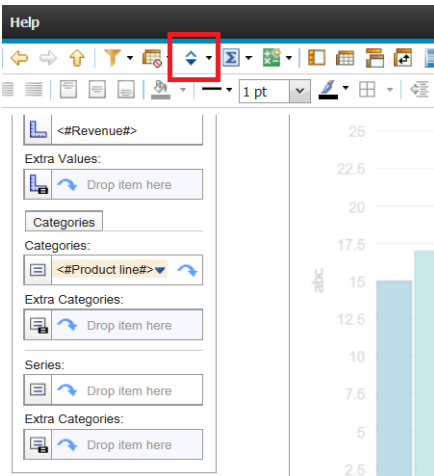 Help
1 pt
<#Revenue#>
Extra Values:
Drop item here
Categories
Categories:
<#Product line#>
Extra Categories:
Drop item here
Series:
Drop item here
Extra Categories:
Drop item here
25
22.5
20
17.5
15
12.5
10
7.5
5
2.5
abc